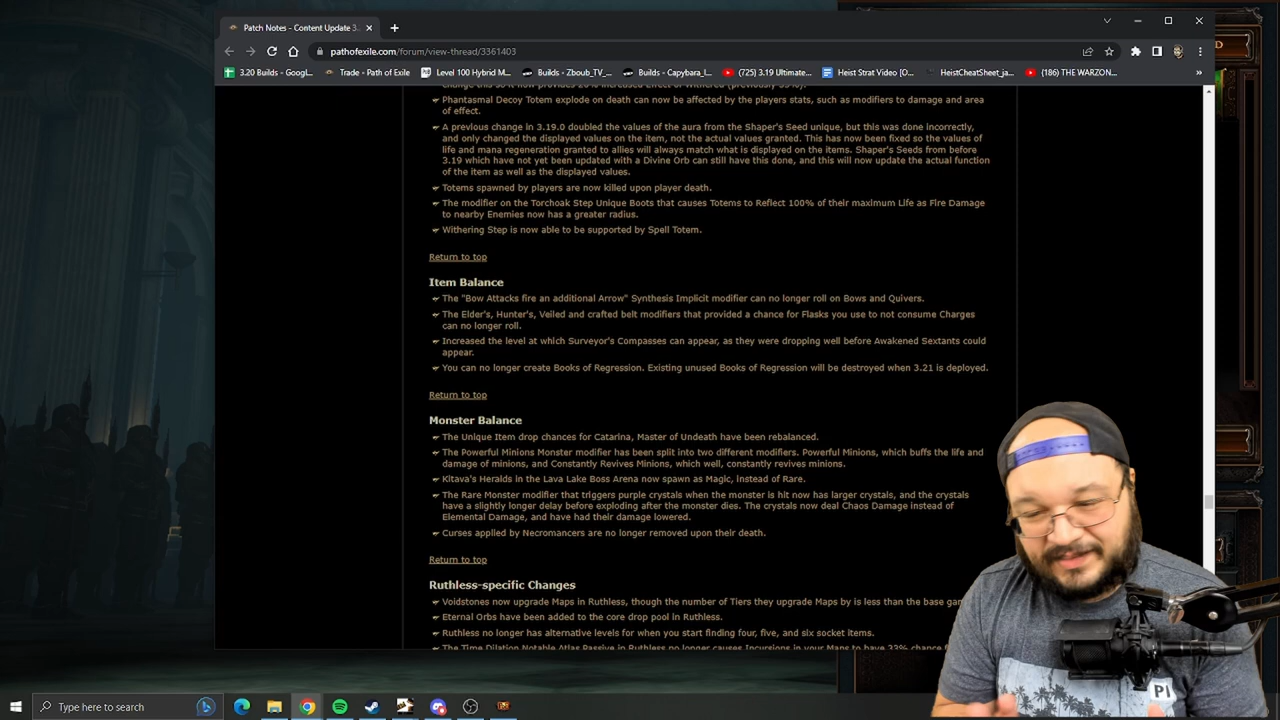 Patch Notes - Content Update 3.
pathofexile.com/forum/view-thread/3361403
3.20 Builds - Googl...
Trade - Path of Exile
Level 100 Hybrid M...
Builds - Zboub_TV_...
Builds - Capybara_l...
(725) 3.19 Ultimate...
Heist Strat Video [O...
HeistCheatSheet_ja...
(186) THE WARZON...
»
Phantasmal Decoy Totem explode on death can now be affected by the players stats, such as modifiers to damage and area
of effect.
A previous change in 3.19.0 doubled the values of the aura from the Shaper's Seed unique, but this was done incorrectly,
and only changed the displayed values on the item, not the actual values granted. This has now been fixed so the values of
life and mana regeneration granted to allies will always match what is displayed on the items. Shaper's Seeds from before
3.19 which have not yet been updated with a Divine Orb can still have this done, and this will now update the actual function
of the item as well as the displayed values.
Totems spawned by players are now killed upon player death.
The modifier on the Torchoak Step Unique Boots that causes Totems to Reflect 100% of their maximum Life as Fire Damage
to nearby Enemies now has a greater radius.
Withering Step is now able to be supported by Spell Totem.
Return to top
Item Balance
The "Bow Attacks fire an additional Arrow" Synthesis Implicit modifier can no longer roll on Bows and Quivers.
The Elder's, Hunter's, Veiled and crafted belt modifiers that provided a chance for Flasks you use to not consume Charges
can no longer roll.
Increased the level at which Surveyor's Compasses can appear, as they were dropping well before Awakened Sextants could
appear.
You can no longer create Books of Regression. Existing unused Books of Regression will be destroyed when 3.21 is deployed.
Return to top
Monster Balance
The Unique Item drop chances for Catarina, Master of Undeath have been rebalanced.
The Powerful Minions Monster modifier has been split into two different modifiers. Powerful Minions, which buffs the life and
damage of minions, and Constantly Revives Minions, which well, constantly revives minions.
Kitava's Heralds in the Lava Lake Boss Arena now spawn as Magic, instead of Rare.
The Rare Monster modifier that triggers purple crystals when the monster is hit now has larger crystals, and the crystals
have a slightly longer delay before exploding after the monster dies. The crystals now deal Chaos Damage instead of
Elemental Damage, and have had their damage lowered.
Curses applied by Necromancers are no longer removed upon their death.
Return to top
Ruthless-specific Changes
Voidstones now upgrade Maps in Ruthless, though the number of Tiers they upgrade Maps by is less than the base
Eternal Orbs have been added to the core drop pool in Ruthless.
Ruthless no longer has alternative levels for when you start finding four, five, and six socket items.
The Time Dilation Notable Atlas Passive in Ruthless no longer causes Incursions in your Maps to have 33% chance
PI
Type here to search